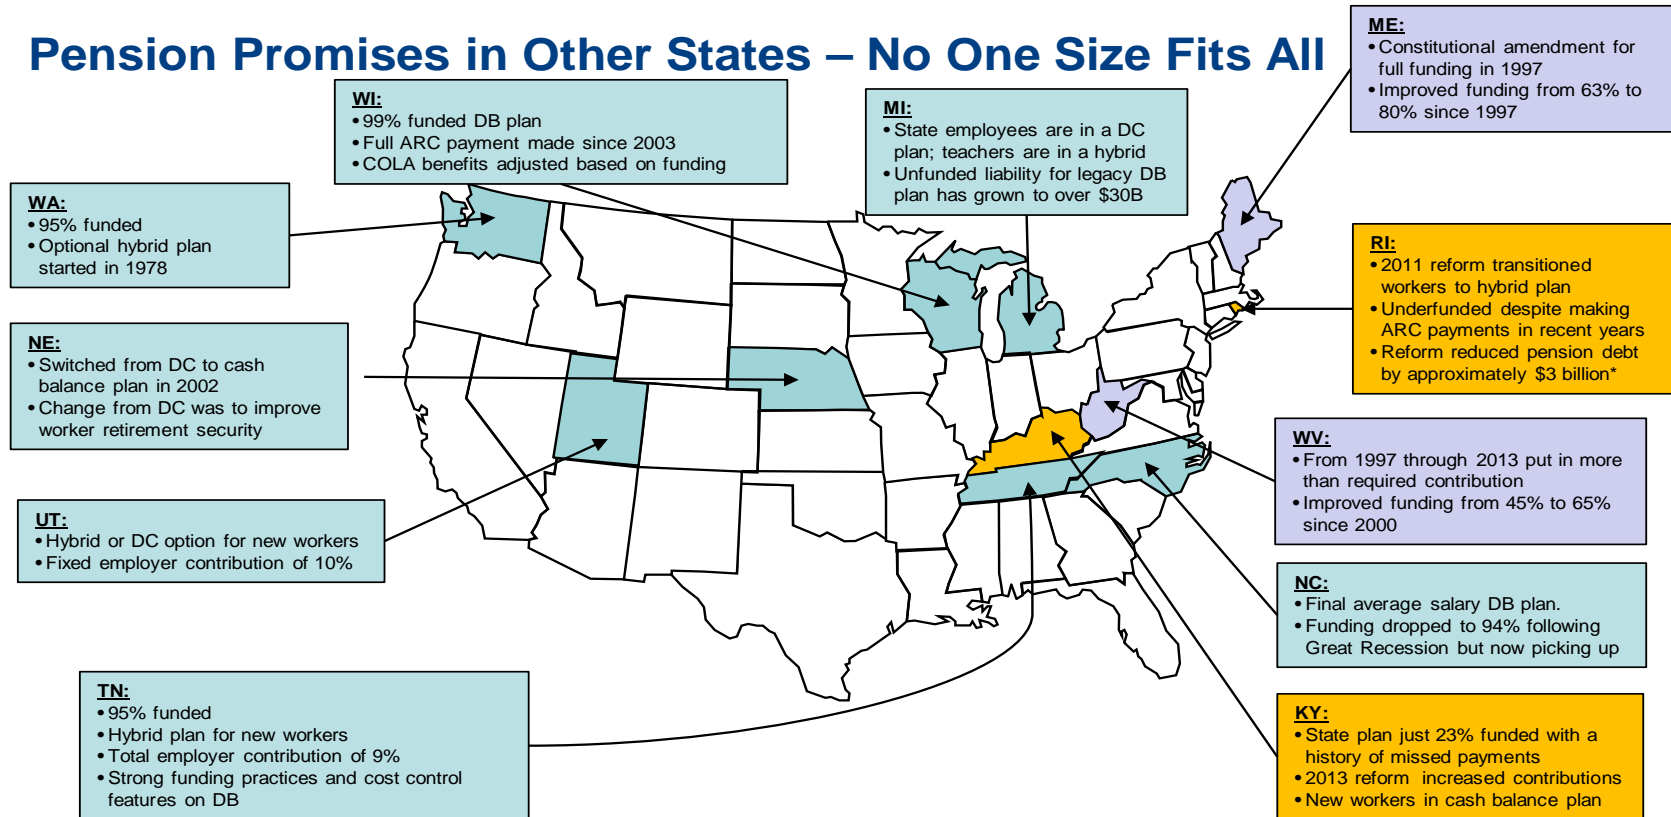 Pension Promises in Other States – No One Size Fits All
ME:
•Constitutional amendment for
full funding in 1997
•Improved funding from 63% to
80% since 1997
WI:
•99% funded DB plan
•Full ARC payment made since 2003
•COLA benefits adjusted based on funding
MI:
•State employees are in a DC
plan; teachers are in a hybrid
•Unfunded liability for legacy DB
plan has grown to over $30B
WA:
•95% funded
•Optional hybrid plan
started in 1978
RI:
•2011 reform transitioned
workers to hybrid plan
•Underfunded despite making
ARC payments in recent years
•Reform reduced pension debt
by approximately $3 billion*
NE:
•Switched from DC to cash
balance plan in 2002
•Change from DC was to improve
worker retirement security
WV:
•From 1997 through 2013 put in more
than required contribution
•Improved funding from 45% to 65%
since 2000
UT:
•Hybrid or DC option for new workers
•Fixed employer contribution of 10%
NC:
•Final average salary DB plan.
•Funding dropped to 94% following
Great Recession but now picking up
TN:
•95% funded
•Hybrid plan for new workers
•Total employer contribution of 9%
•Strong funding practices and cost control
features on DB
KY:
•State plan just 23% funded with a
history of missed payments
•2013 reform increased contributions
•New workers in cash balance plan